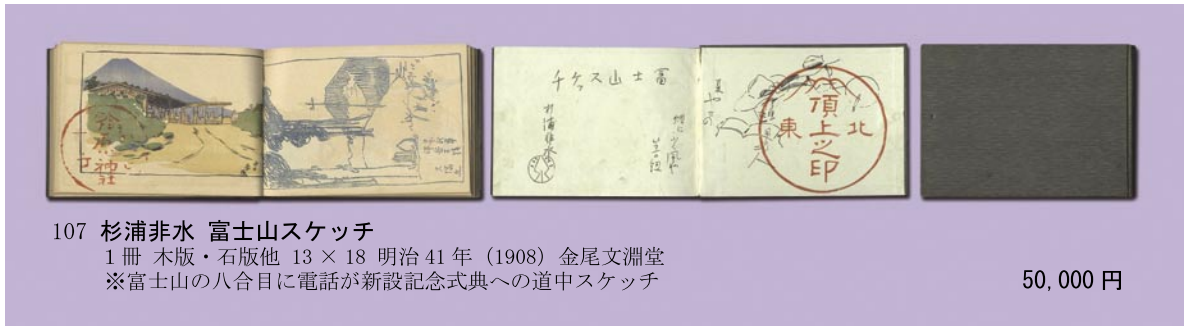 冨士山スケッチ
杉浦非水
北
東
頂上之印
神社
107 杉浦非水 富士山スケッチ
1冊 木版・石版他 13 × 18 明治 41 年（1908）金尾文淵堂
※富士山の八合目に電話が新設記念式典への道中スケッチ
50,000 円